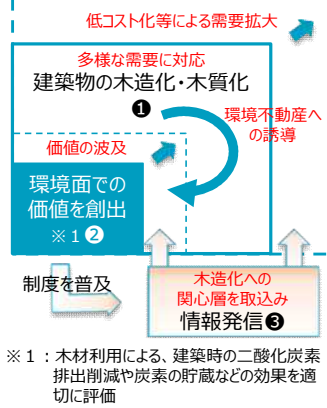 低コスト化等による需要拡大
多様な需要に対応
建築物の木造化・木質化
❶
環境不動産へ
の誘導
価値の波及
環境面での
価値を創出
※１❷
制度を普及
木造化への
関心層を取込み
情報発信❸
※１：木材利用による、建築時の二酸化炭素
排出削減や炭素の貯蔵などの効果を適
切に評価